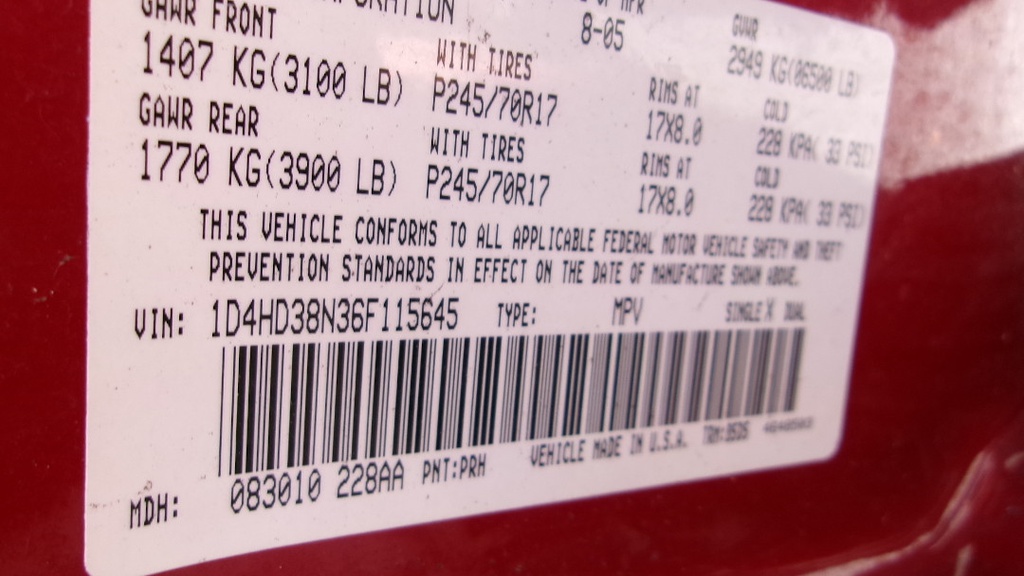 GAWR FRONT 8-05 GVWR
1407 KG(3100 LB) WITH TIRES P245/70R17 RIMS AT 17X8.0 2949 KG(06500 LB) COLD 228 KPA( 33 PSI)
GAWR REAR
1770 KG(3900 LB) WITH TIRES P245/70R17 RIMS AT 17X8.0 COLD 228 KPA( 33 PSI)
THIS VEHICLE CONFORMS TO ALL APPLICABLE FEDERAL MOTOR VEHICLE SAFETY AND THEFT
PREVENTION STANDARDS IN EFFECT ON THE DATE OF MANUFACTURE SHOWN ABOVE.
VIN: 1D4HD38N36F115645 TYPE: MPV SINGLE X DUAL
MDH: 083010 228AA PNT:PRH VEHICLE MADE IN U.S.A.